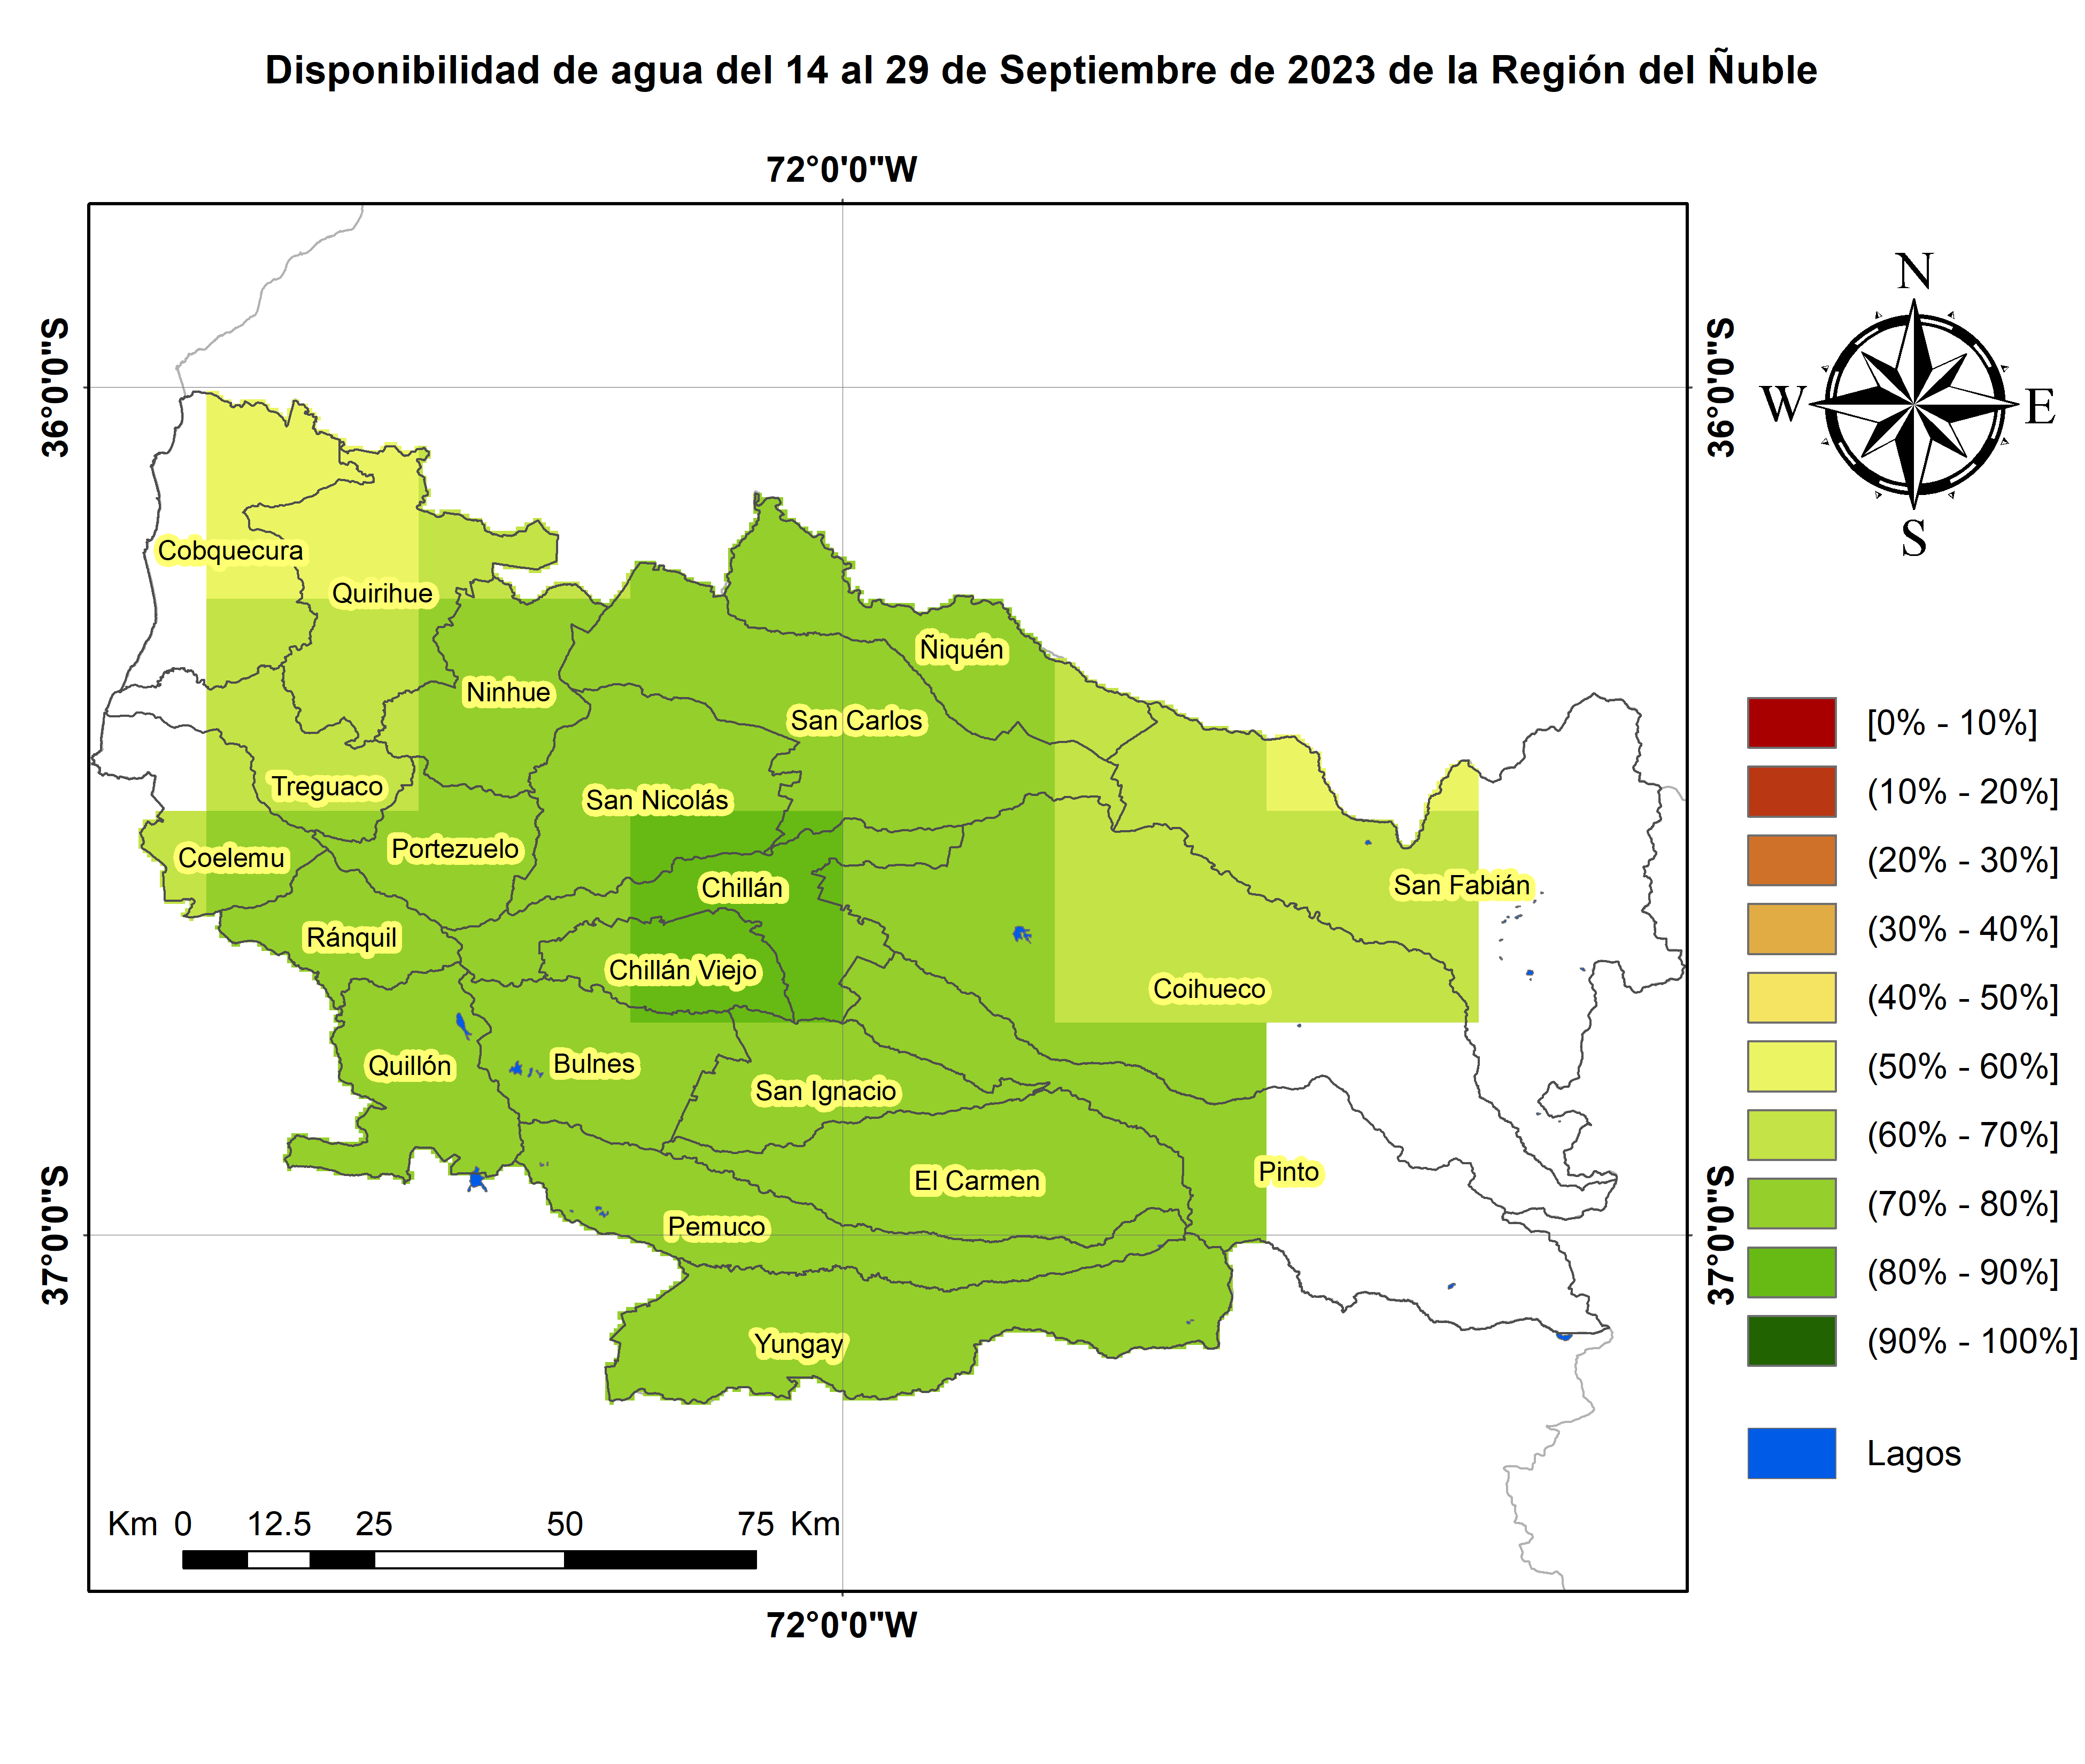 Disponibilidad de agua del 14 al 29 de Septiembre de 2023 de la Región del Ñuble
72°0'0"W
36°0'0"S
36°0'0"S
N
W
E
S
Cobquecura
Quirihue
Ñiquén
Ninhue
San Carlos
Treguaco
San Nicolás
Portezuelo
Coelemu
Chillán
San Fabián
Ránquil
Chillán Viejo
Coihueco
Quillón
Bulnes
San Ignacio
El Carmen
Pinto
Pemuco
Yungay
37°0'0"S
37°0'0"S
[0% - 10%]
(10% - 20%]
(20% - 30%]
(30% - 40%]
(40% - 50%]
(50% - 60%]
(60% - 70%]
(70% - 80%]
(80% - 90%]
(90% - 100%]
Lagos
Km 0 12.5 25 50 75 Km
72°0'0"W